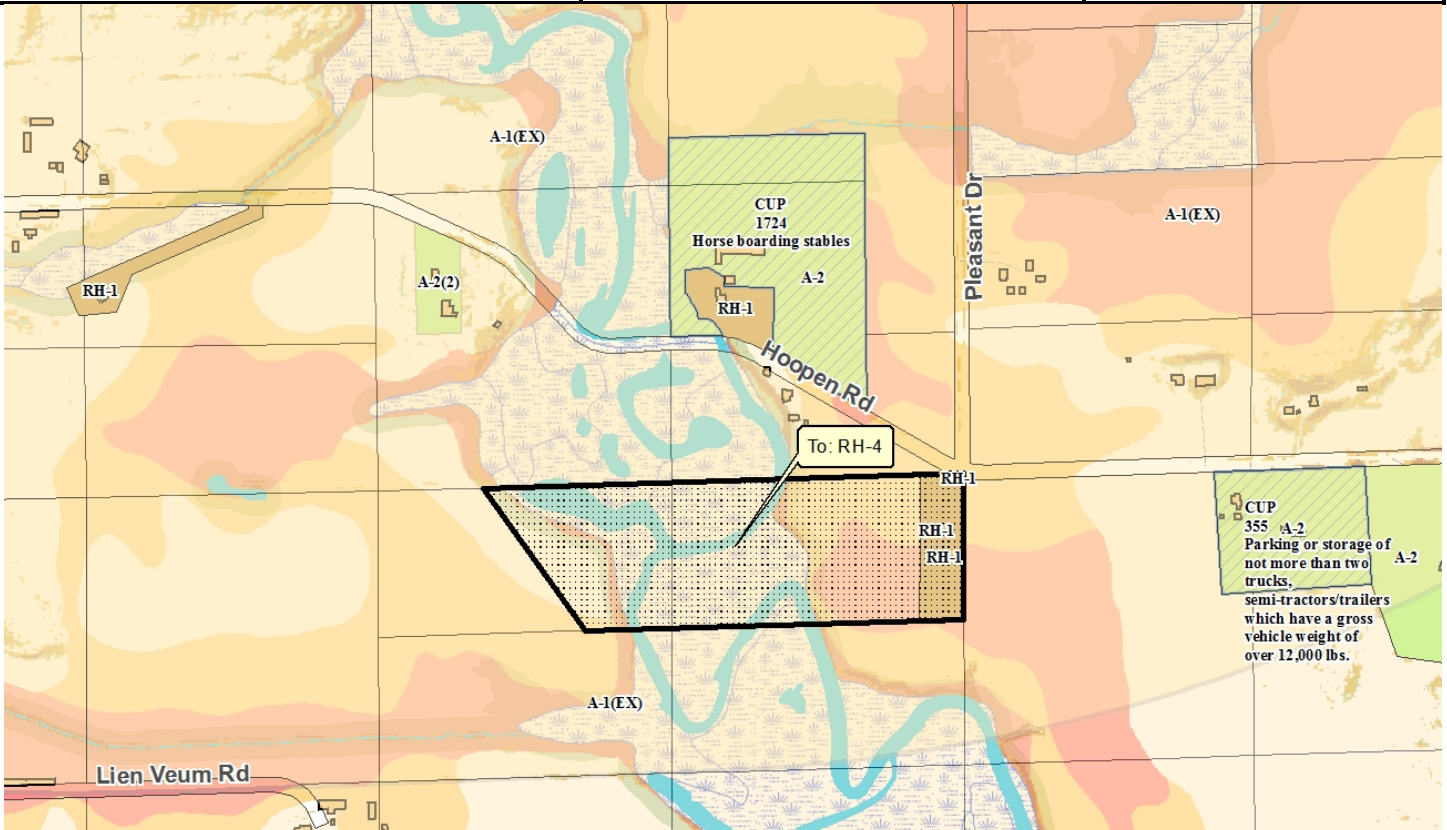 A-1(EX)
CUP
1724
Horse boarding stables
A-2
RH-1
Pleasant Dr
A-1(EX)
RH-1
A-2(2)
Hoopen Rd
To: RH-4
RH-1
RH-1
RH-1
CUP
355 A-2
Parking or storage of
not more than two
trucks,
semi-tractors/trailers
which have a gross
vehicle weight of
over 12,000 lbs.
A-2
A-1(EX)
Lien Veum Rd